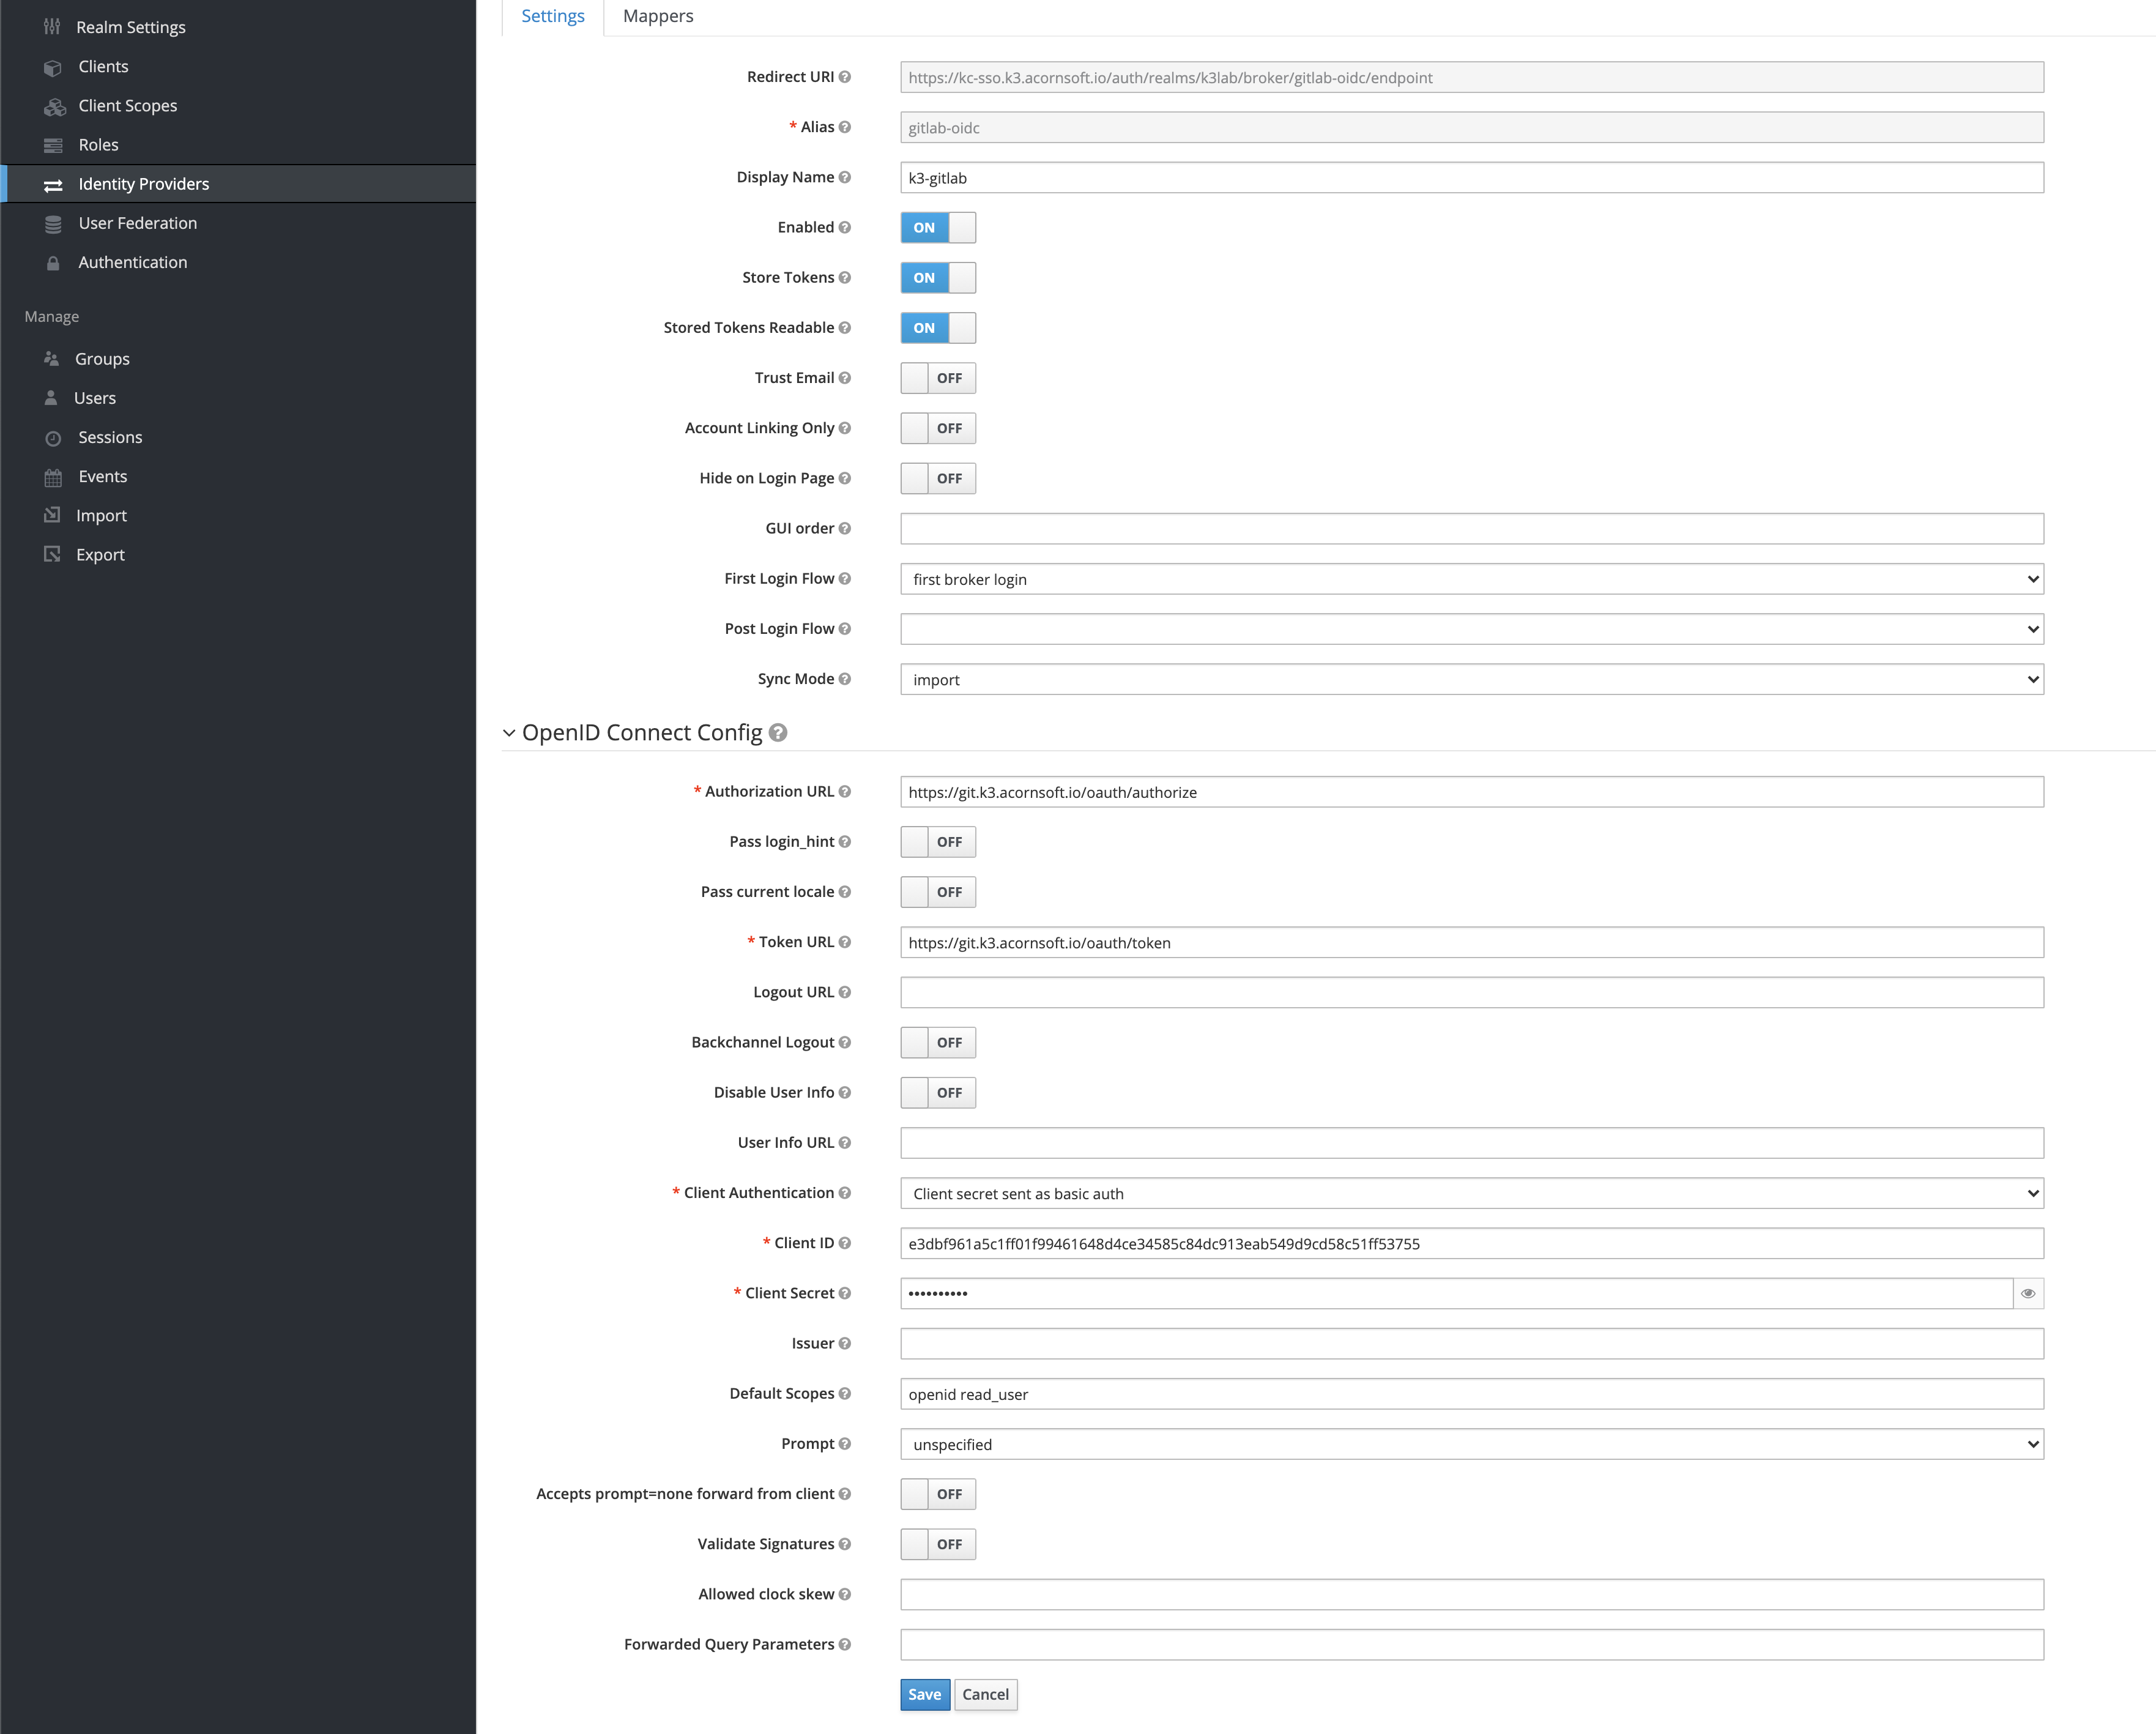 Realm Settings
Clients
Client Scopes
Roles
Identity Providers
User Federation
Authentication
Manage
Groups
Users
Sessions
Events
Import
Export
Settings Mappers
Redirect URI https://kc-sso.k3.acornsoft.io/auth/realms/k3lab/broker/gitlab-oidc/endpoint
* Alias gitlab-oidc
Display Name k3-gitlab
Enabled ON
Store Tokens ON
Stored Tokens Readable ON
Trust Email OFF
Account Linking Only OFF
Hide on Login Page OFF
GUI order
First Login Flow first broker login
Post Login Flow
Sync Mode import
OpenID Connect Config
* Authorization URL https://git.k3.acornsoft.io/oauth/authorize
Pass login_hint OFF
Pass current locale OFF
* Token URL https://git.k3.acornsoft.io/oauth/token
Logout URL
Backchannel Logout OFF
Disable User Info OFF
User Info URL
* Client Authentication Client secret sent as basic auth
* Client ID e3dbf961a5c1ff01f99461648d4ce34585c84dc913eab549d9cd58c51ff53755
* Client Secret ••••••••••
Issuer
Default Scopes openid read_user
Prompt unspecified
Accepts prompt=none forward from client OFF
Validate Signatures OFF
Allowed clock skew
Forwarded Query Parameters
Save Cancel